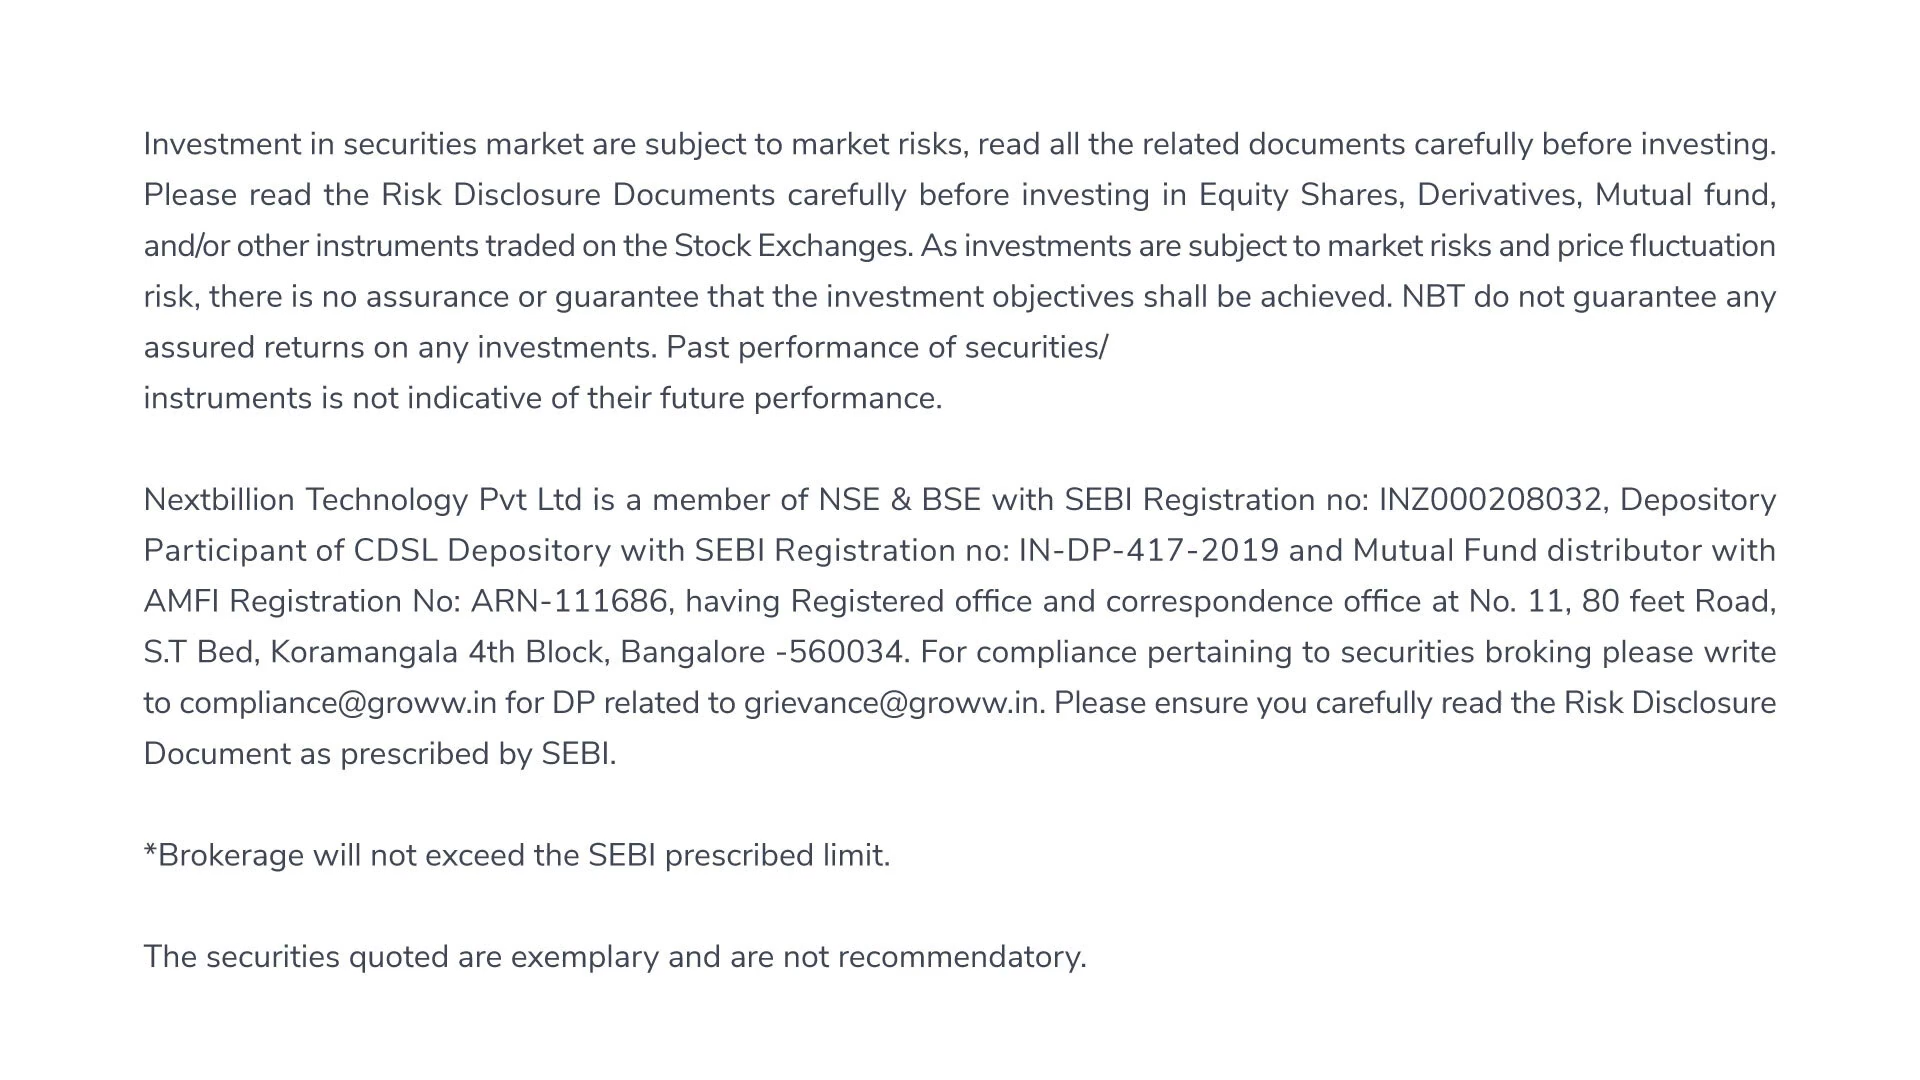 Investment in securities market are subject to market risks, read all the related documents carefully before investing.
Please read the Risk Disclosure Documents carefully before investing in Equity Shares, Derivatives, Mutual fund,
and/or other instruments traded on the Stock Exchanges. As investments are subject to market risks and price fluctuation
risk, there is no assurance or guarantee that the investment objectives shall be achieved. NBT do not guarantee any
assured returns on any investments. Past performance of securities/
instruments is not indicative of their future performance.
Nextbillion Technology Pvt Ltd is a member of NSE & BSE with SEBI Registration no: INZ000208032, Depository
Participant of CDSL Depository with SEBI Registration no: IN-DP-417-2019 and Mutual Fund distributor with
AMFI Registration No: ARN-111686, having Registered office and correspondence office at No. 11, 80 feet Road,
S.T Bed, Koramangala 4th Block, Bangalore -560034. For compliance pertaining to securities broking please write
to compliance@groww.in for DP related to grievance@groww.in. Please ensure you carefully read the Risk Disclosure
Document as prescribed by SEBI.
*Brokerage will not exceed the SEBI prescribed limit.
The securities quoted are exemplary and are not recommendatory.